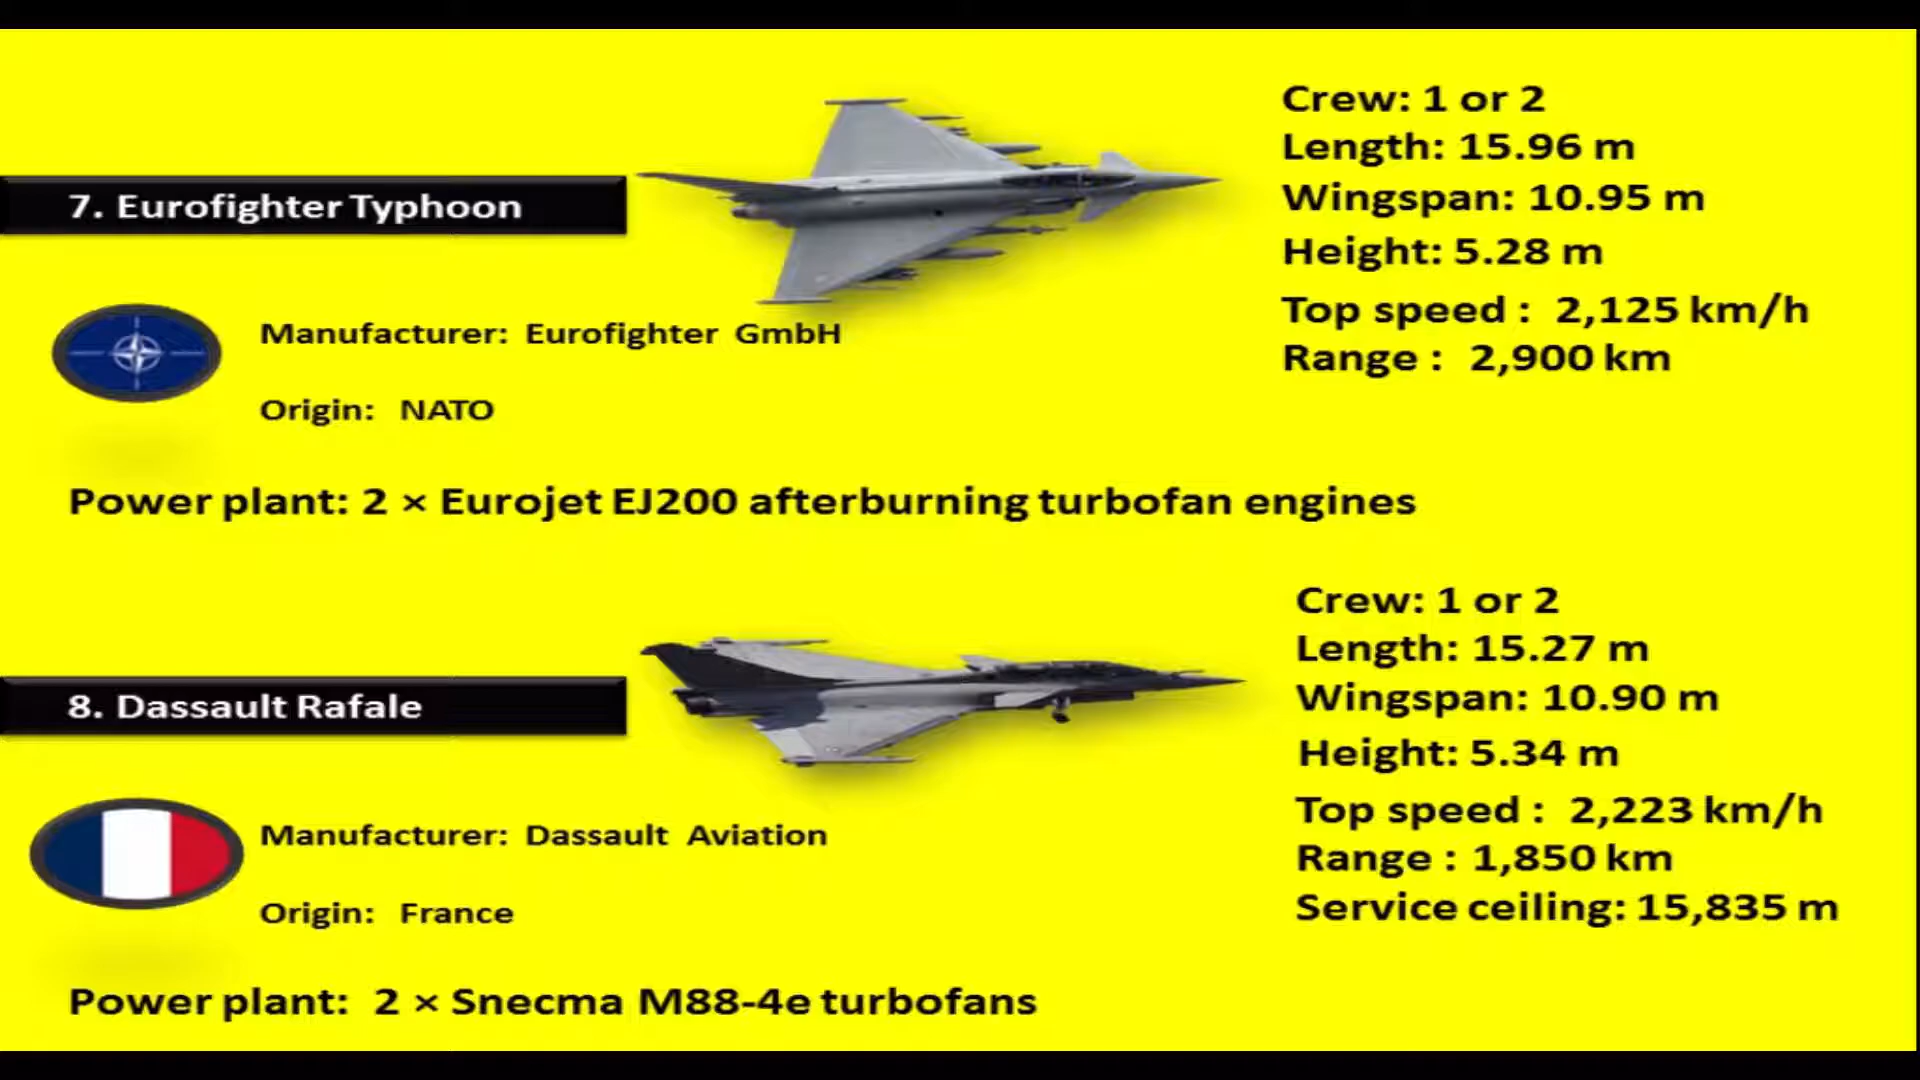 7. Eurofighter Typhoon
Crew: 1 or 2
Length: 15.96 m
Wingspan: 10.95 m
Height: 5.28 m
Top speed : 2,125 km/h
Range : 2,900 km
Manufacturer: Eurofighter GmbH
Origin: NATO
Power plant: 2 × Eurojet EJ200 afterburning turbofan engines
8. Dassault Rafale
Crew: 1 or 2
Length: 15.27 m
Wingspan: 10.90 m
Height: 5.34 m
Top speed : 2,223 km/h
Range : 1,850 km
Service ceiling: 15,835 m
Manufacturer: Dassault Aviation
Origin: France
Power plant: 2 × Snecma M88-4e turbofans